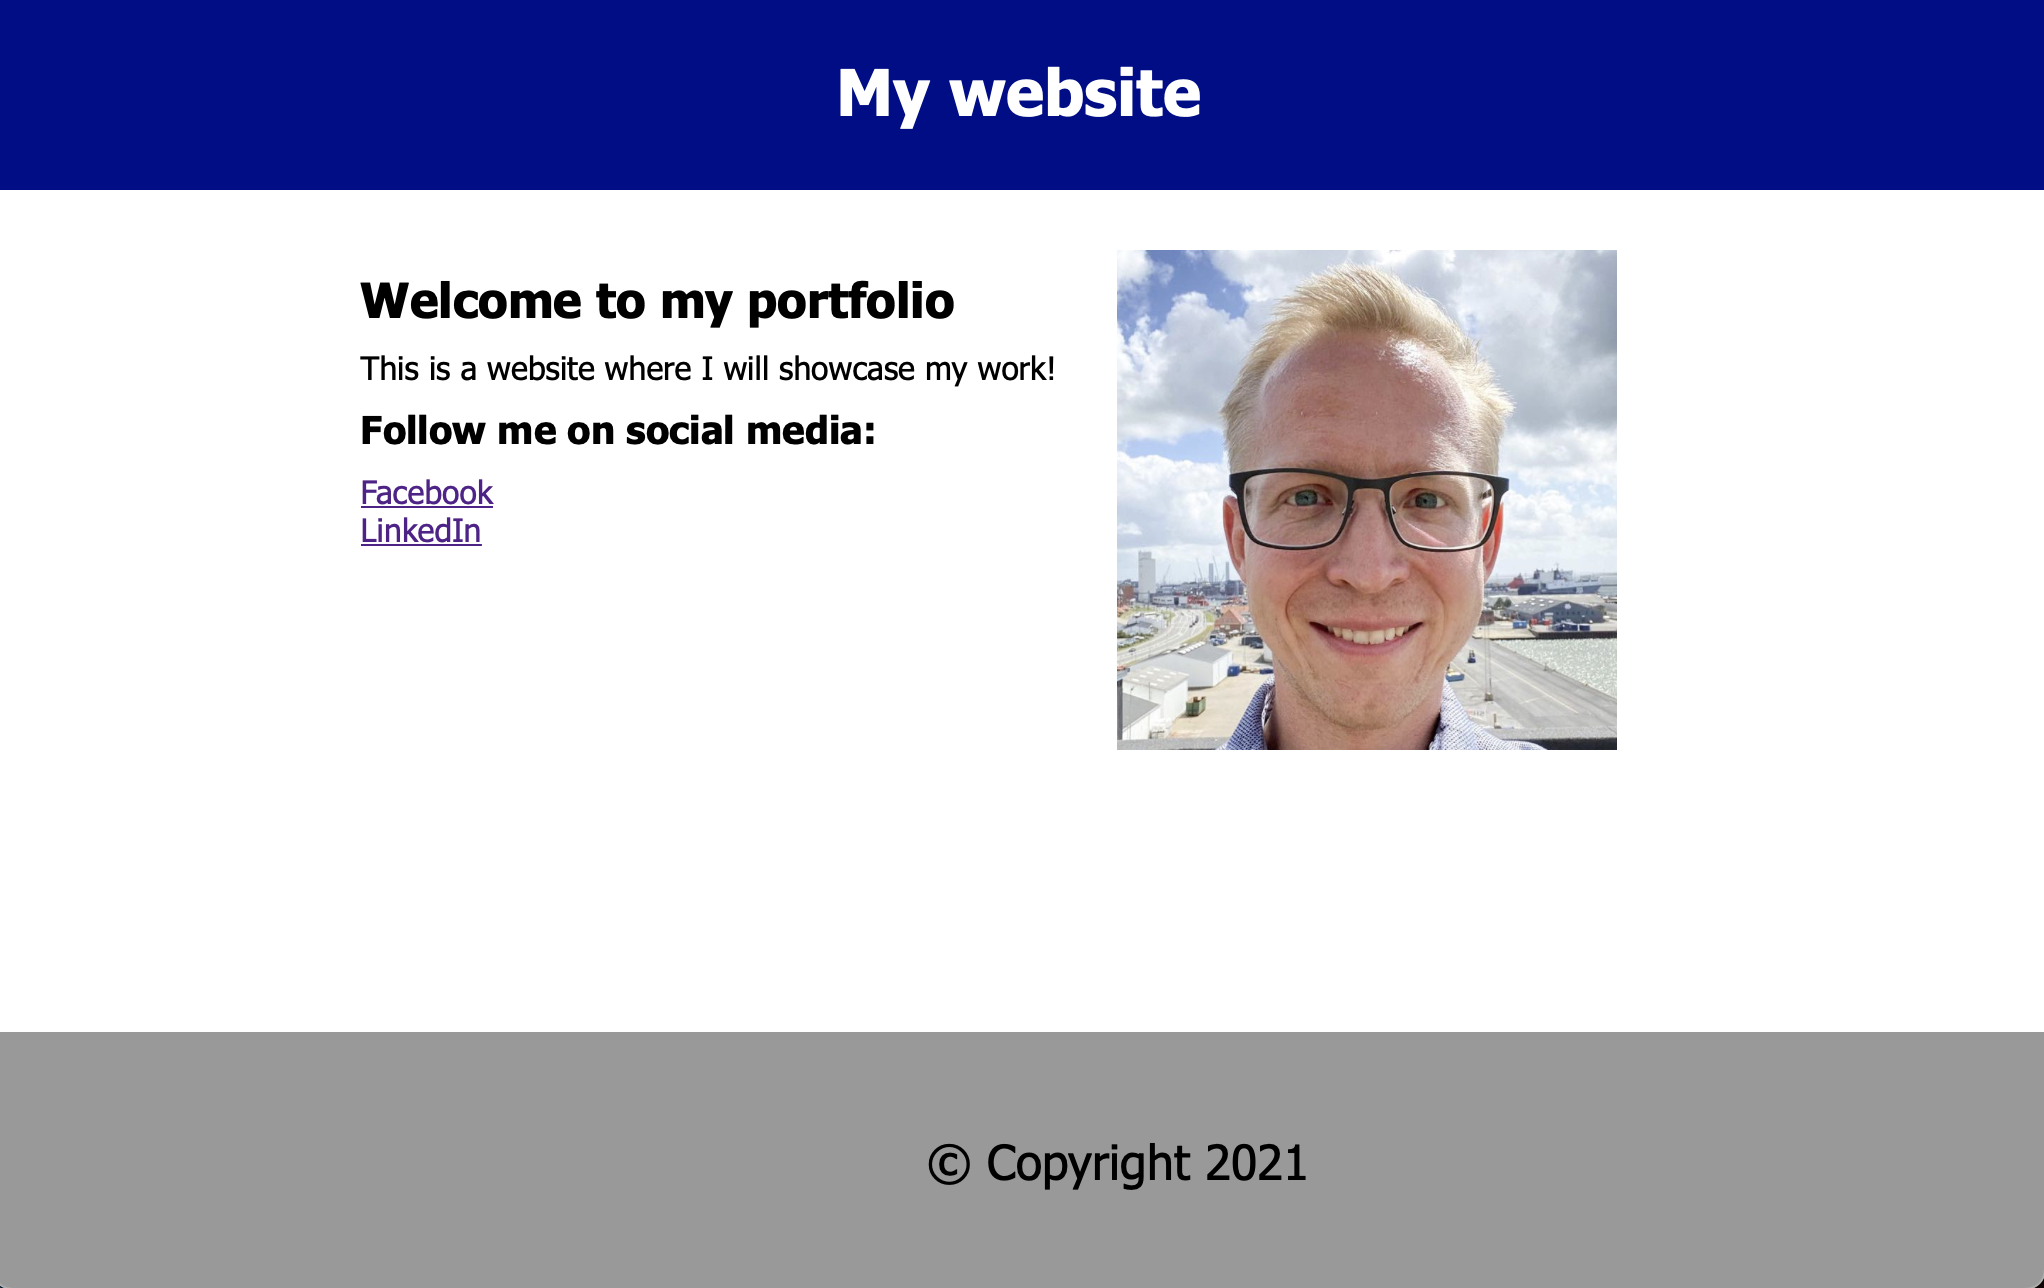 My website
Welcome to my portfolio
This is a website where I will showcase my work!
Follow me on social media:
Facebook
LinkedIn
© Copyright 2021